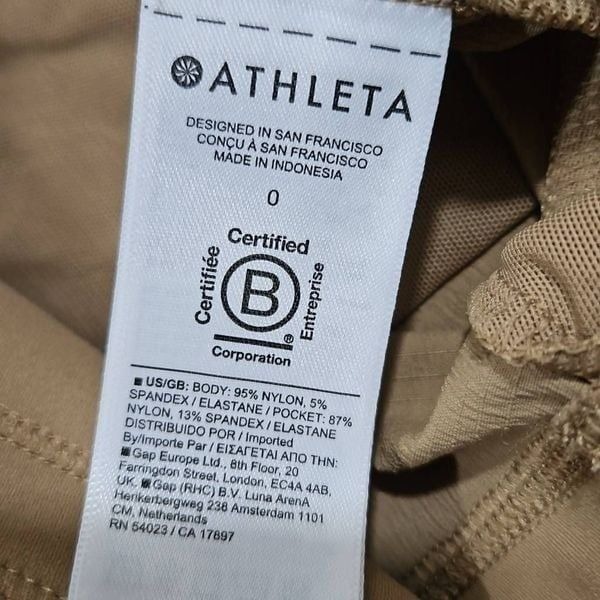 ATHLETA
DESIGNED IN SAN FRANCISCO
CONÇU À SAN FRANCISCO
MADE IN INDONESIA
0
Certified
Certifiée
B
Entreprise
®
Corporation
■ US/GB: BODY: 95% NYLON, 5%
SPANDEX / ELASTANE / POCKET: 87%
NYLON, 13% SPANDEX / ELASTANE
DISTRIBUIDO POR / Imported
By/Importe Par / ΕΙΣΑΓΕΤΑΙ ΑΠΟ ΤΗΝ:
■Gap Europe Ltd., 8th Floor, 20
Farringdon Street, London, EC4A 4AB,
UK. ■Gap (RHC) B.V. Luna ArenA
Herikerbergweg 238 Amsterdam 1101
CM, Netherlands
RN 54023 / CA 17897